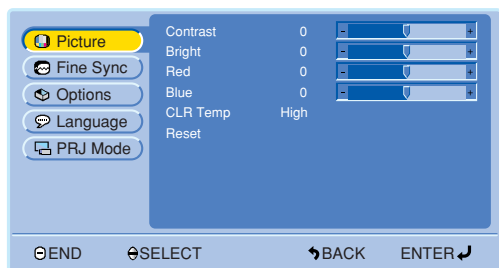 Picture
Fine Sync
Options
Language
PRJ Mode
Contrast 0 - +
Bright 0 - +
Red 0 - +
Blue 0 - +
CLR Temp High
Reset
END SELECT BACK ENTER